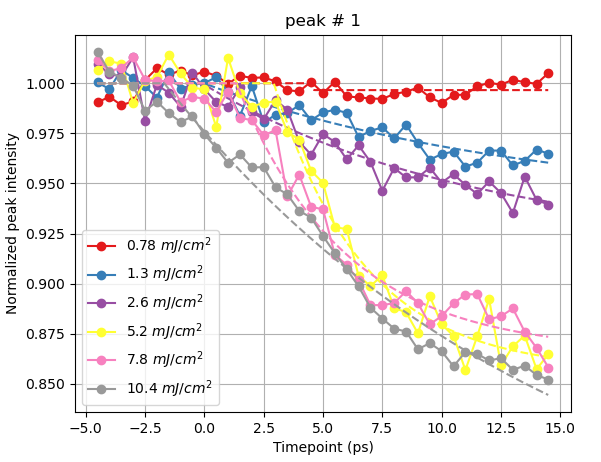 peak # 1
Normalized peak intensity
1.000
0.975
0.950
0.925
0.900
0.875
0.850
0.78 mJ/cm²
1.3 mJ/cm²
2.6 mJ/cm²
5.2 mJ/cm²
7.8 mJ/cm²
10.4 mJ/cm²
−5.0 −2.5 0.0 2.5 5.0 7.5 10.0 12.5 15.0
Timepoint (ps)